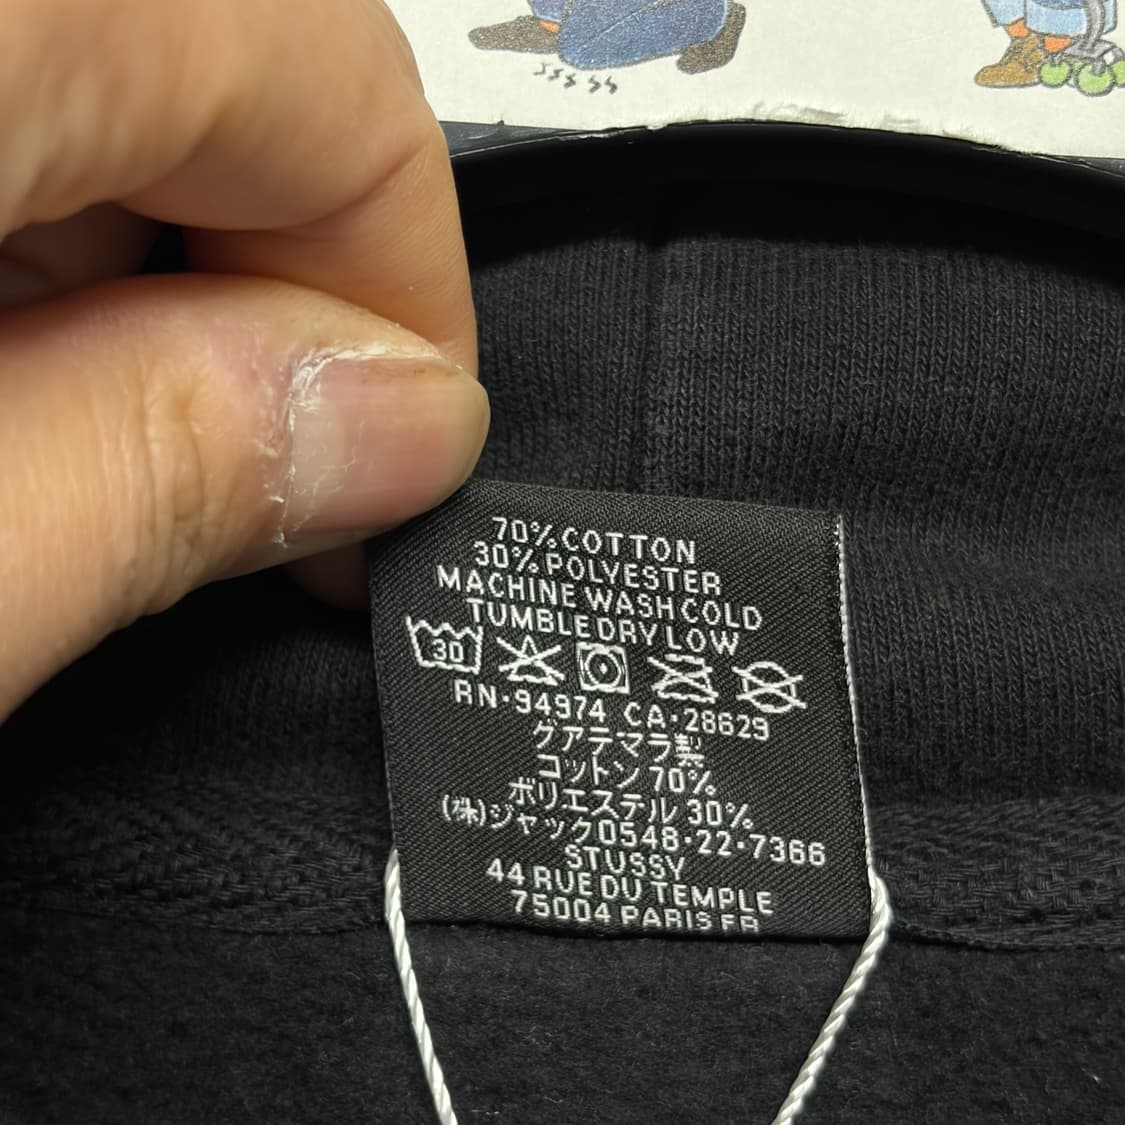 70% COTTON
30% POLYESTER
MACHINE WASH COLD
TUMBLE DRY LOW
30
RN·94974 CA·28629
グアテマラ製
コットン 70%
ポリエステル 30%
(株)ジャック0548·22·7366
STUSSY
44 RUE DU TEMPLE
75004 PARIS FR